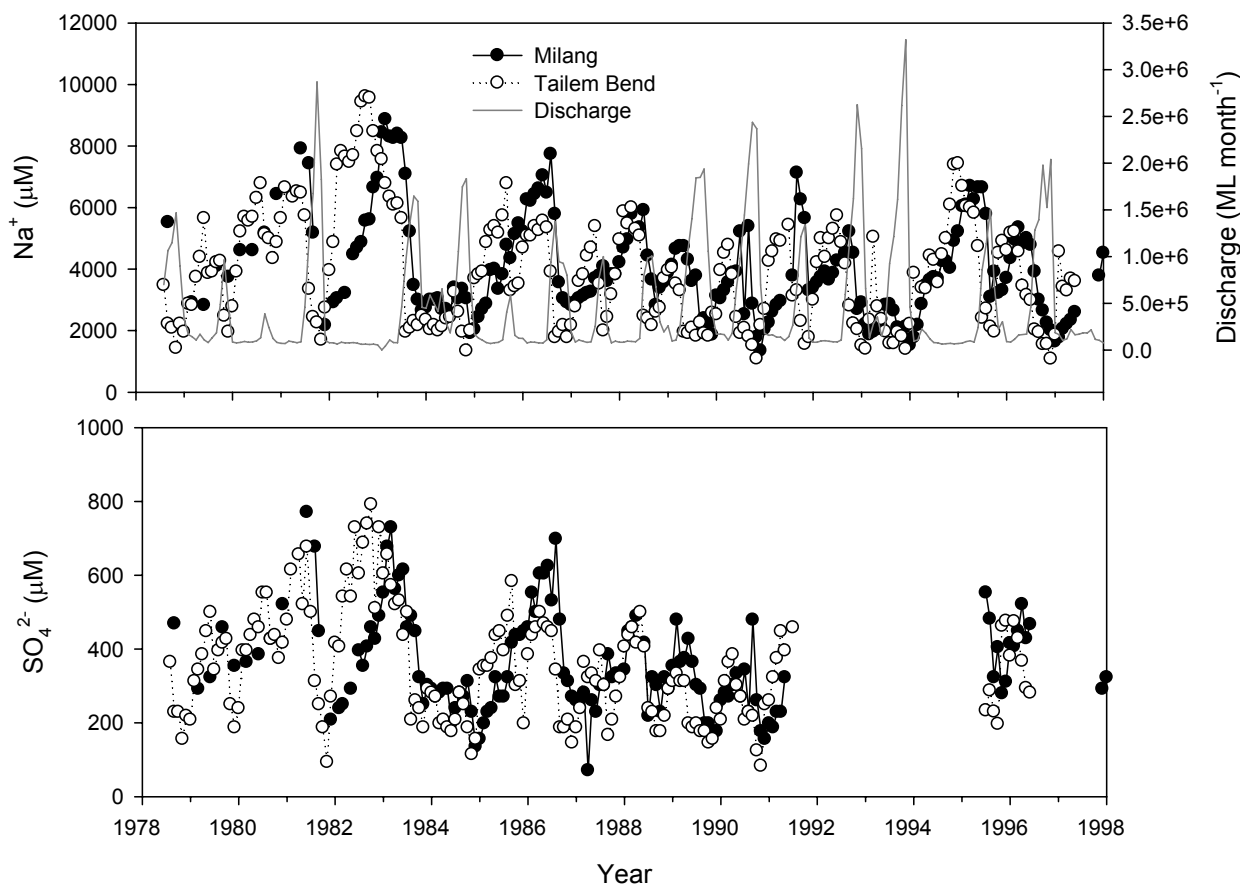 12000
10000
8000
6000
4000
2000
0
Na⁺ (μM)
Milang
Tailem Bend
Discharge
3.5e+6
3.0e+6
2.5e+6
2.0e+6
1.5e+6
1.0e+6
5.0e+5
0.0
Discharge (ML month⁻¹)
1000
800
600
400
200
0
SO₄²⁻ (μM)
1978 1980 1982 1984 1986 1988 1990 1992 1994 1996 1998
Year